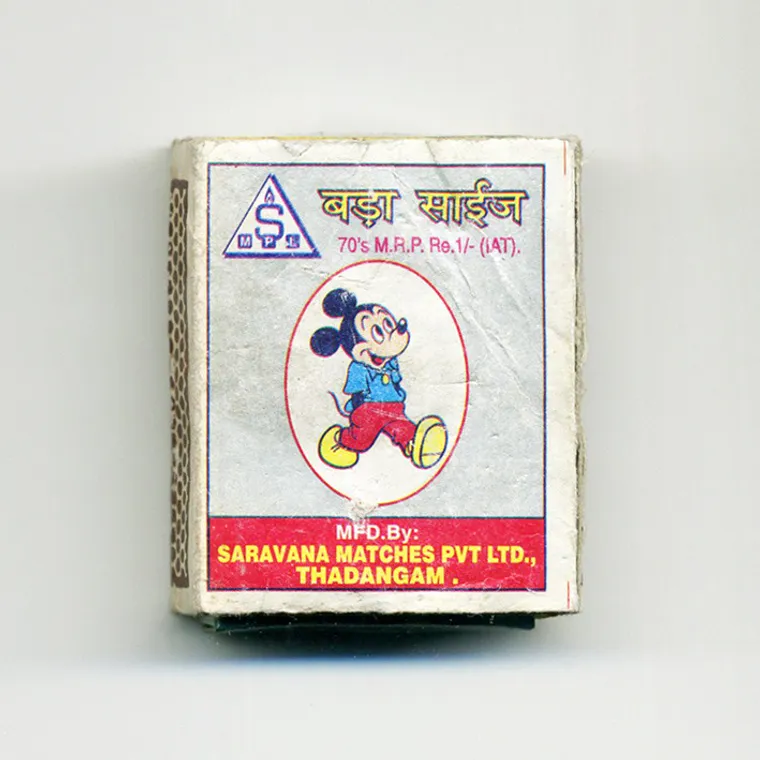 S
M P L
बड़ा साईज
70's M.R.P. Re.1/- (IAT).
MFD.By:
SARAVANA MATCHES PVT LTD.,
THADANGAM .